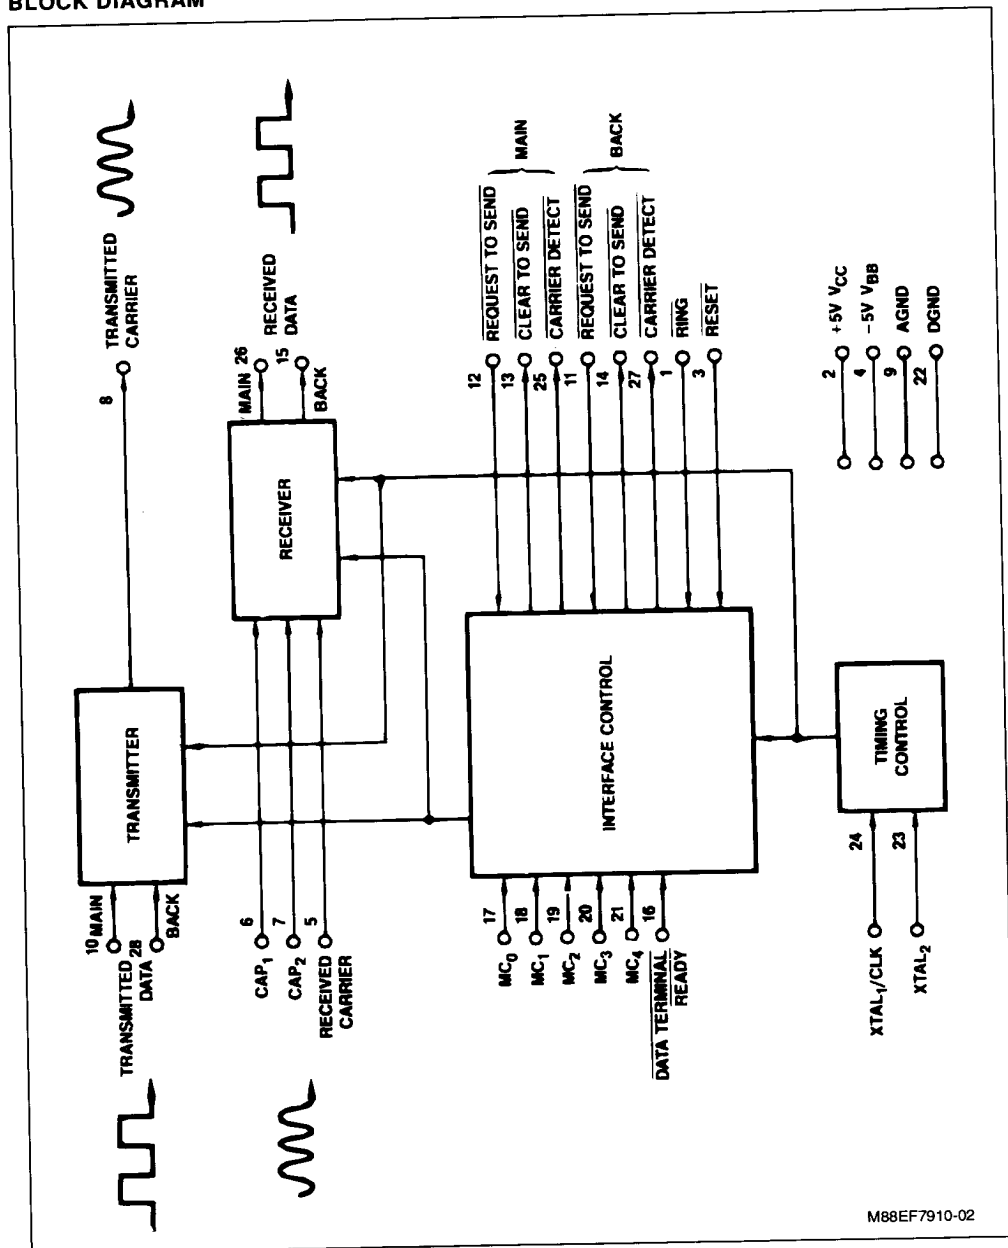 BLOCK DIAGRAM
TRANSMITTED
DATA
10 MAIN
28
BACK
TRANSMITTER
8
TRANSMITTED
CARRIER
CAP1
6
CAP2
7
RECEIVED
CARRIER
5
RECEIVER
MAIN 26
15
BACK
RECEIVED
DATA
MC0
17
MC1
18
MC2
19
MC3
20
MC4
21
DATA TERMINAL
READY
16
INTERFACE CONTROL
12
REQUEST TO SEND
13
CLEAR TO SEND
25
CARRIER DETECT
MAIN
11
REQUEST TO SEND
14
CLEAR TO SEND
27
CARRIER DETECT
BACK
1
RING
3
RESET
XTAL1/CLK
24
XTAL2
23
TIMING
CONTROL
2
+5V VCC
4
-5V VBB
9
AGND
22
DGND
M88EF7910-02